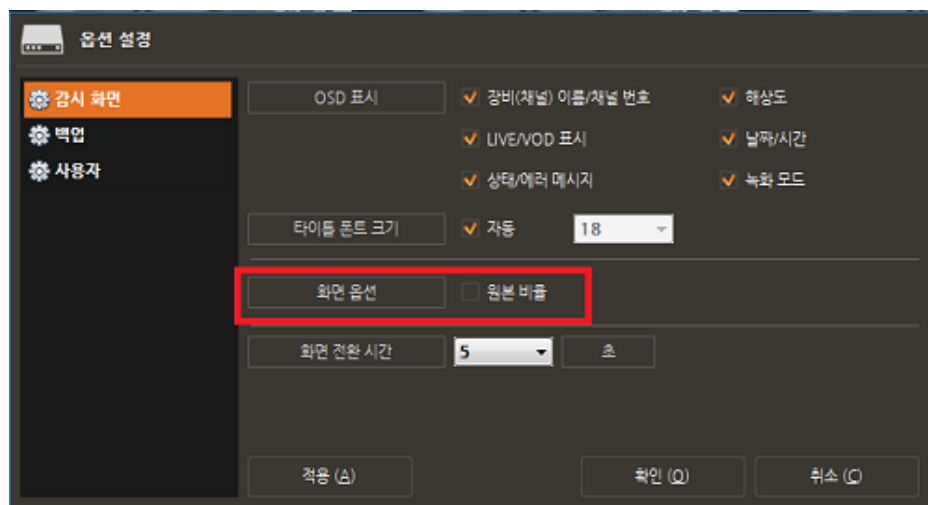 옵션 설정
감시 화면
백업
사용자
OSD 표시 장비(채널) 이름/채널 번호 해상도
LIVE/VOD 표시 날짜/시간
상태/에러 메시지 녹화 모드
타이틀 폰트 크기 자동 18
화면 옵션 원본 비율
화면 전환 시간 5 초
적용 (A) 확인 (O) 취소 (C)